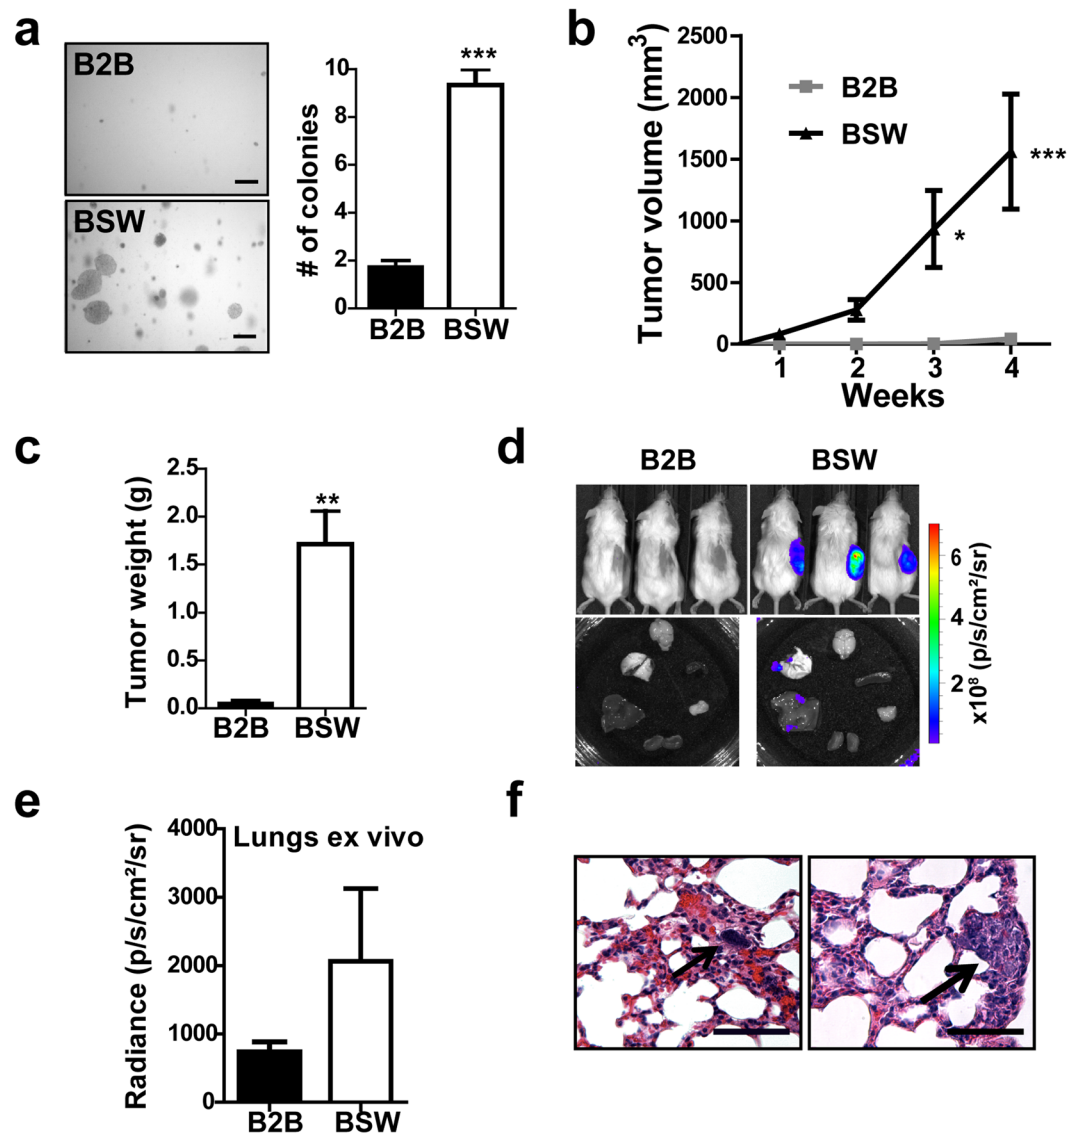 a
B2B
BSW
# of colonies
10
8
6
4
2
0
***
B2B
BSW
b
Tumor volume (mm³)
2500
2000
1500
1000
500
0
B2B
BSW
***
*
1
2
3
4
Weeks
c
Tumor weight (g)
2.5
2.0
1.5
1.0
0.5
0.0
**
B2B
BSW
d
B2B
BSW
6
4
2
x10⁸ (p/s/cm²/sr)
e
Radiance (p/s/cm²/sr)
4000
3000
2000
1000
0
Lungs ex vivo
B2B
BSW
f